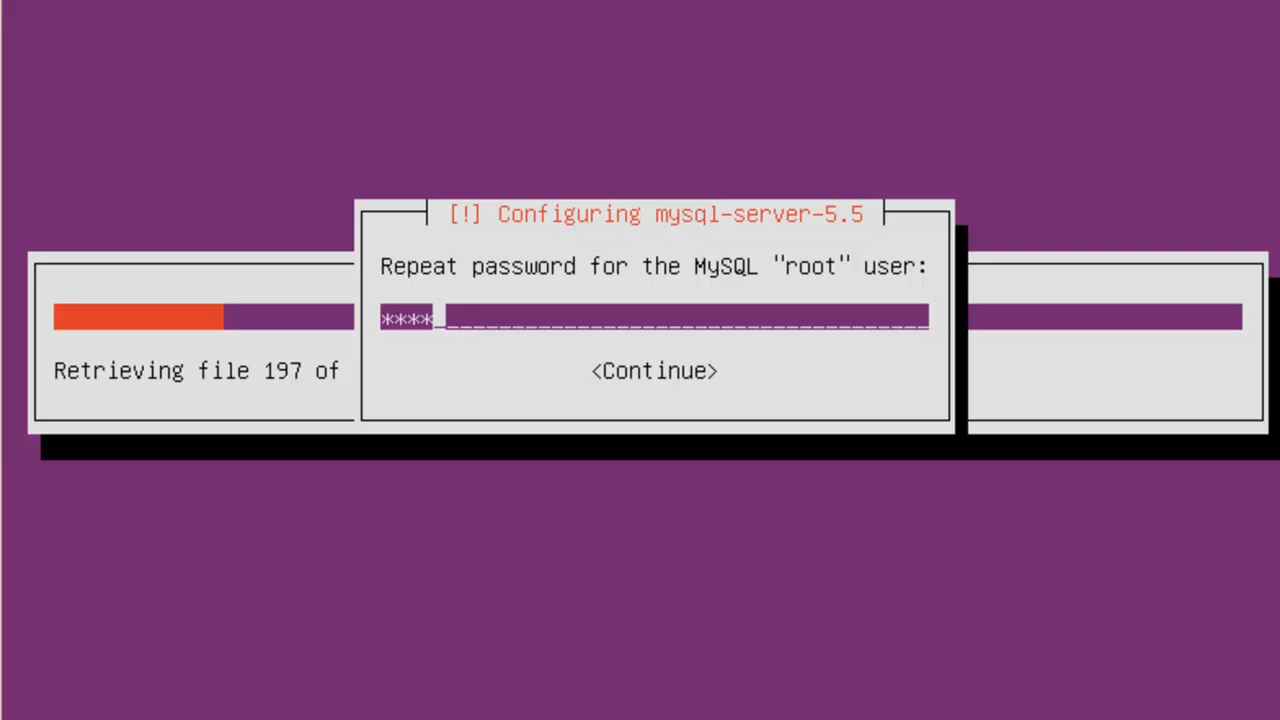 [!] Configuring mysql-server-5.5
Repeat password for the MySQL "root" user:
****
Retrieving file 197 of
<Continue>